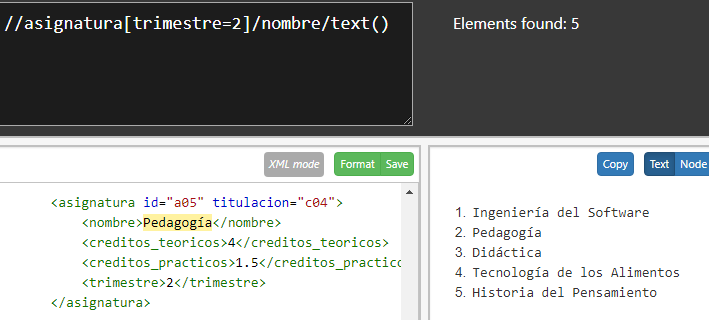 //asignatura[trimestre=2]/nombre/text()
Elements found: 5
XML mode
Format
Save
<asignatura id="a05" titulacion="c04">
<nombre>Pedagogía</nombre>
<creditos_teoricos>4</creditos_teoricos>
<creditos_practicos>1.5</creditos_practico
<trimestre>2</trimestre>
</asignatura>
Copy
Text
Node
1. Ingeniería del Software
2. Pedagogía
3. Didáctica
4. Tecnología de los Alimentos
5. Historia del Pensamiento